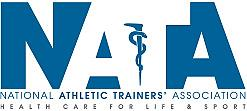 NATA
NATIONAL ATHLETIC TRAINERS' ASSOCIATION
HEALTH CARE FOR LIFE & SPORT